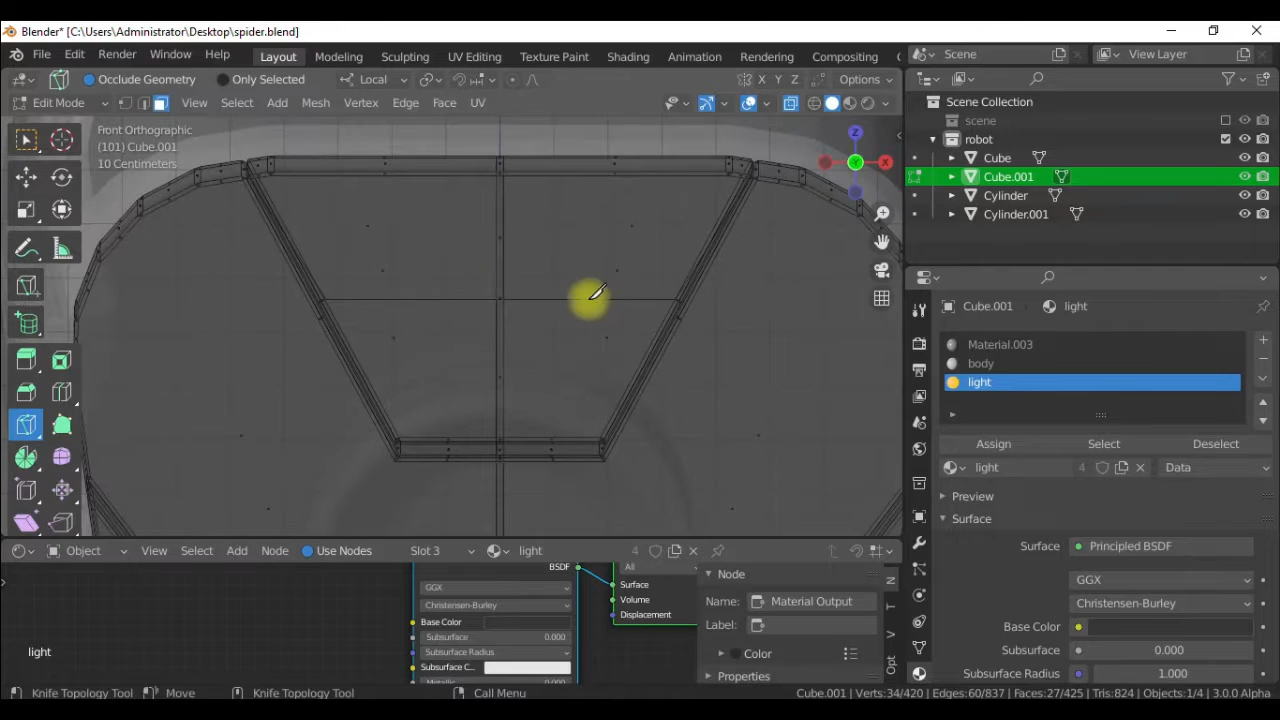 Blender* [C:\Users\Administrator\Desktop\spider.blend]
File Edit Render Window Help Layout Modeling Sculpting UV Editing Texture Paint Shading Animation Rendering Compositing Scene View Layer
Occlude Geometry Only Selected Local X Y Z Options
Edit Mode View Select Add Mesh Vertex Edge Face UV
Scene Collection
scene
robot
Cube
Cube.001
Cylinder
Cylinder.001
Front Orthographic
(101) Cube.001
10 Centimeters
Z
Y
X
Cube.001 light
Material.003
body
light
Assign Select Deselect
light 4 Data
Preview
Surface
Surface Principled BSDF
GGX
Christensen-Burley
Base Color
Subsurface 0.000
Subsurface Radius 1.000
Object View Select Add Node Use Nodes Slot 3 light 4
BSDF
GGX
Christensen-Burley
Base Color
Subsurface 0.000
Subsurface Radius
Subsurface C...
All
Surface
Volume
Displacement
Node
Name: Material Output
Label:
Color
Properties
N
T
V
Opt
light
Knife Topology Tool Move Knife Topology Tool Call Menu Cube.001 | Verts:34/420 | Edges:60/837 | Faces:27/425 | Tris:824 | Objects:1/4 | 3.0.0 Alpha